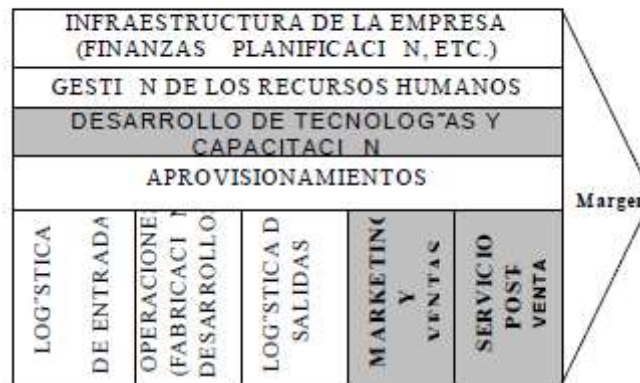 INFRAESTRUCTURA DE LA EMPRESA
(FINANZAS PLANIFICACI N, ETC.)
GESTI N DE LOS RECURSOS HUMANOS
DESARROLLO DE TECNOLOG"AS Y
CAPACITACI N
APROVISIONAMIENTOS
Margen
LOG"STICA
DE ENTRADA
OPERACIONE
(FABRICACI N
DESARROLLO
LOG"STICA D
SALIDAS
MARKETING
Y
VENTAS
SERVICIO
POST-
VENTA